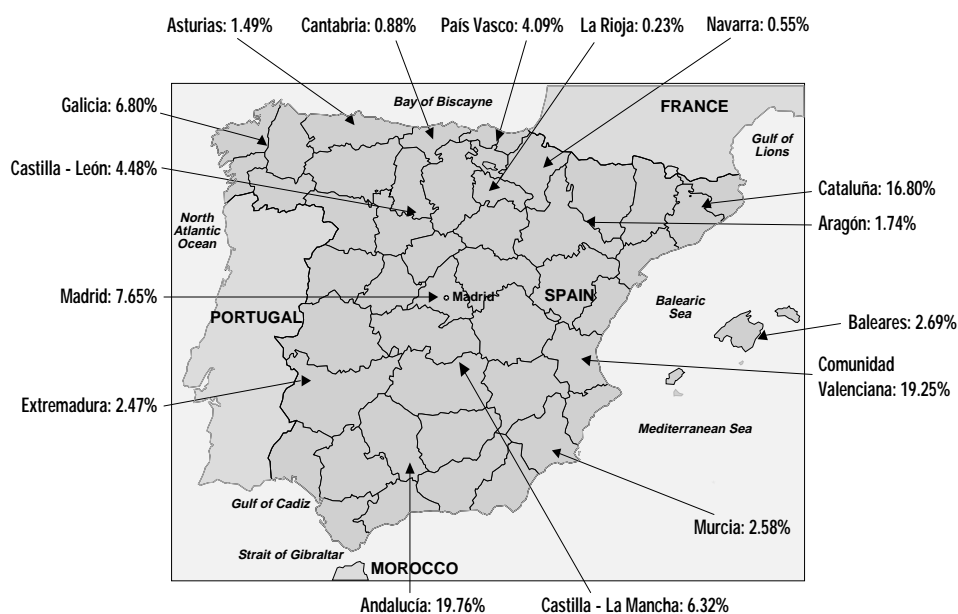 Asturias: 1.49%
Cantabria: 0.88%
País Vasco: 4.09%
La Rioja: 0.23%
Navarra: 0.55%
Galicia: 6.80%
Bay of Biscayne
FRANCE
Gulf of
Lions
Castilla - León: 4.48%
Cataluña: 16.80%
North
Atlantic
Ocean
Aragón: 1.74%
Madrid: 7.65%
Madrid
SPAIN
PORTUGAL
Balearic
Sea
Baleares: 2.69%
Comunidad
Valenciana: 19.25%
Extremadura: 2.47%
Mediterranean Sea
Gulf of Cadiz
Murcia: 2.58%
Strait of Gibraltar
MOROCCO
Andalucía: 19.76%
Castilla - La Mancha: 6.32%